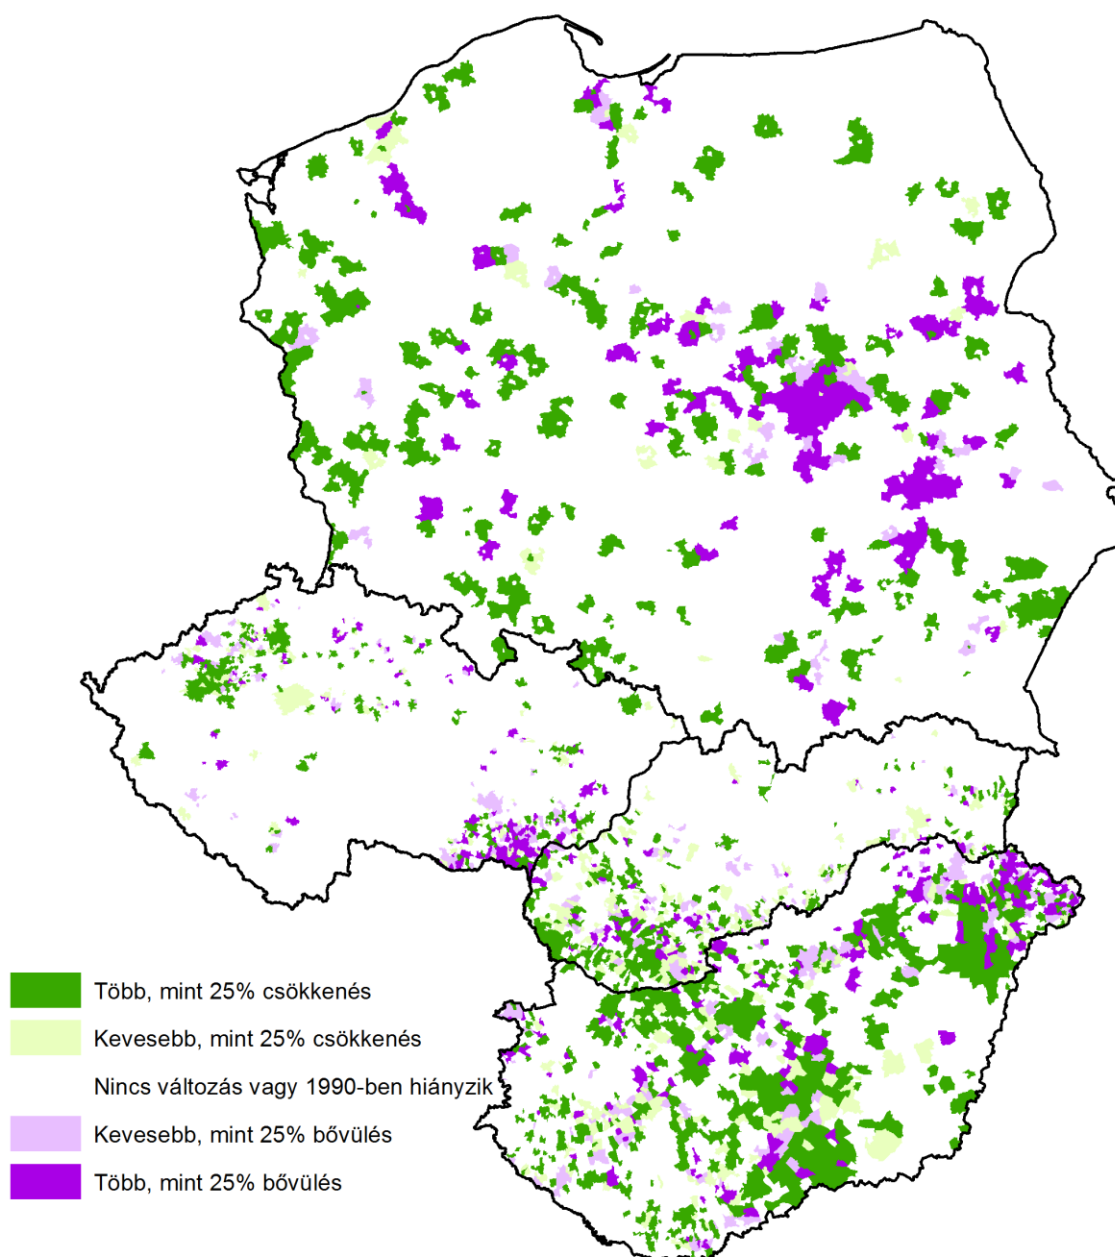 Több, mint 25% csökkenés
Kevesebb, mint 25% csökkenés
Nincs változás vagy 1990-ben hiányzik
Kevesebb, mint 25% bővülés
Több, mint 25% bővülés